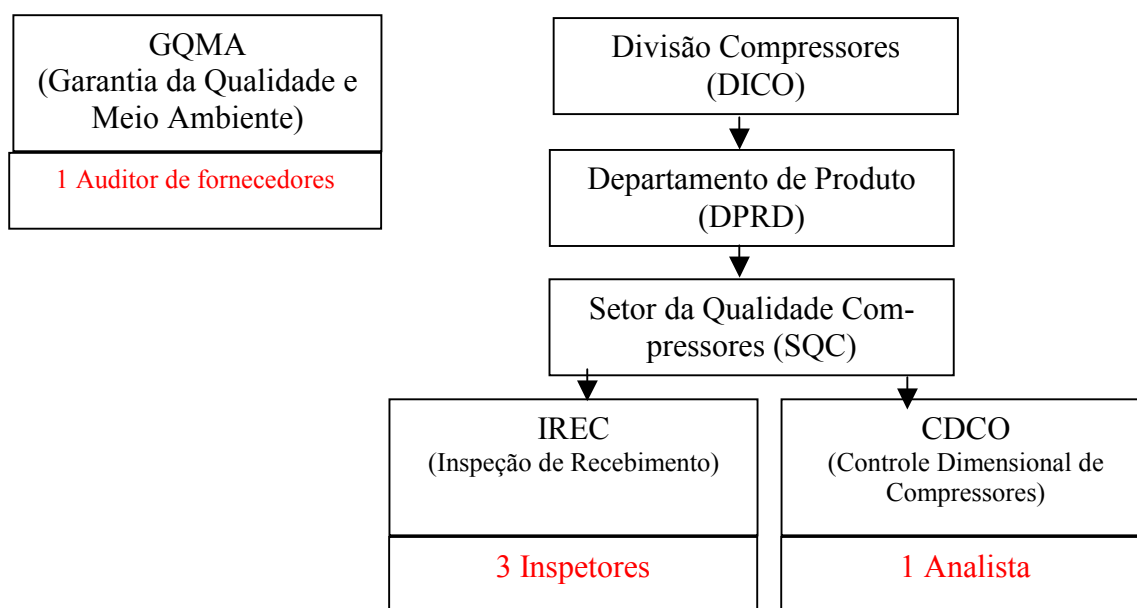 GQMA
(Garantia da Qualidade e
Meio Ambiente)
1 Auditor de fornecedores
Divisão Compressores
(DICO)
Departamento de Produto
(DPRD)
Setor da Qualidade Com-
pressores (SQC)
IREC
(Inspeção de Recebimento)
3 Inspetores
CDCO
(Controle Dimensional de
Compressores)
1 Analista